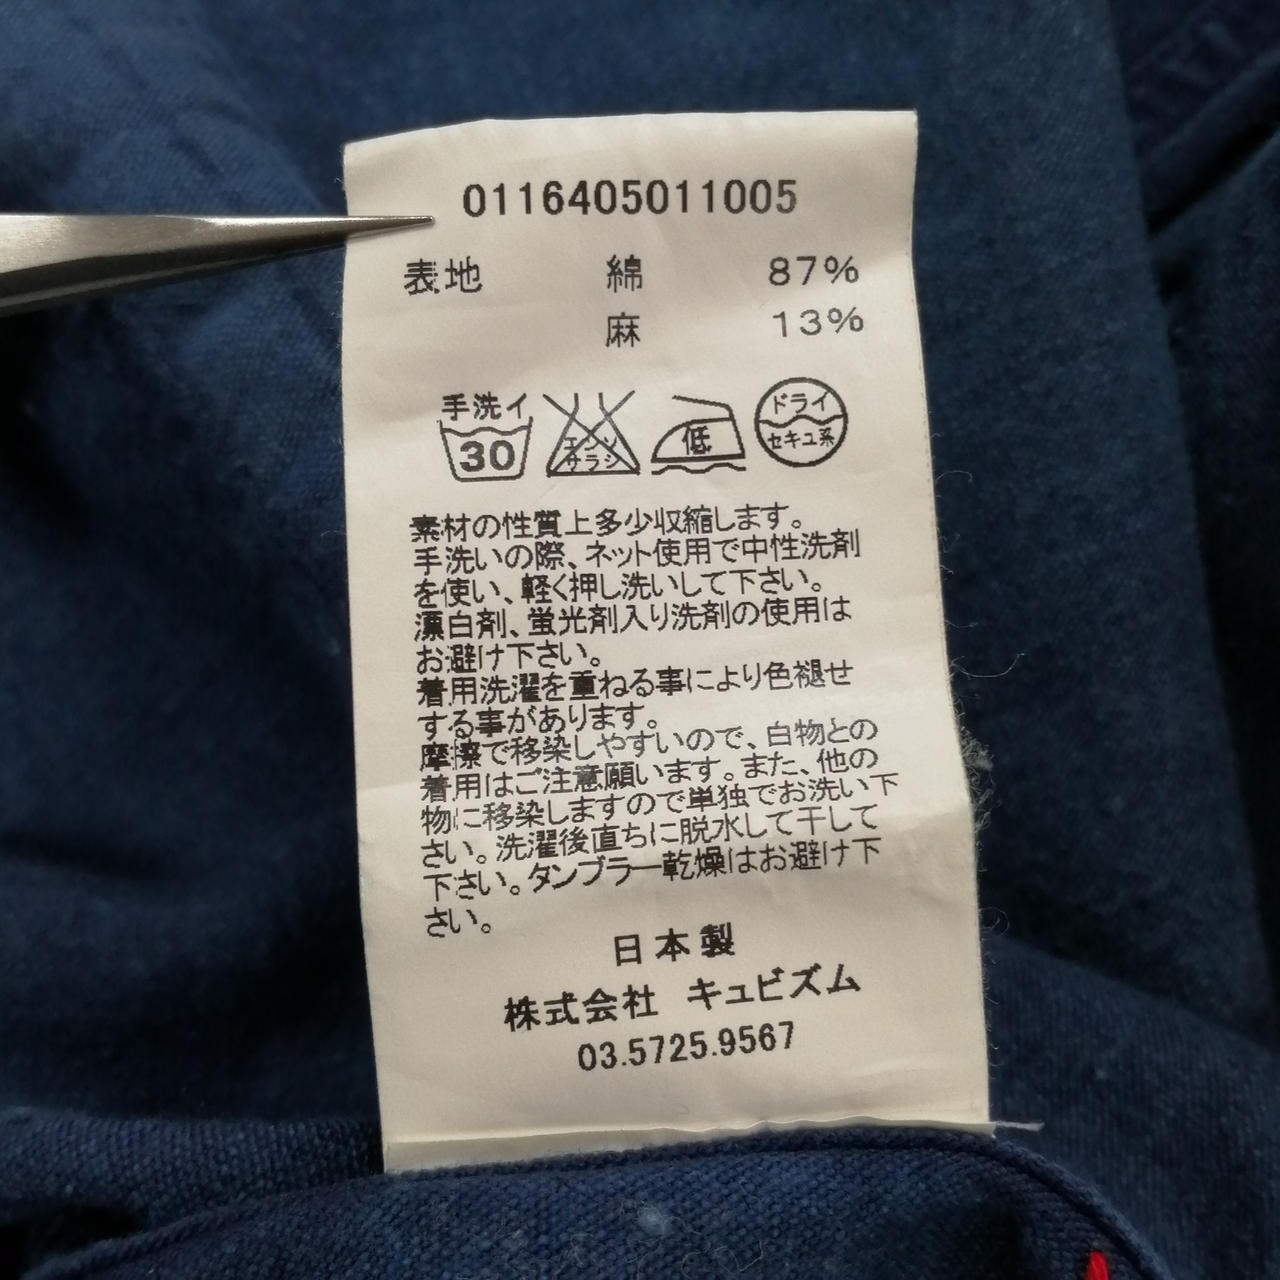 0116405011005
表地 綿 87%
麻 13%
手洗イ
30
エンソ
サラシ
低
ドライ
セキユ系
素材の性質上多少収縮します。
手洗いの際、ネット使用で中性洗剤
を使い、軽く押し洗いして下さい。
漂白剤、蛍光剤入り洗剤の使用は
お避け下さい。
着用洗濯を重ねる事により色褪せ
する事があります。
摩擦で移染しやすいので、白物との
着用はご注意願います。また、他の
物に移染しますので単独でお洗い下
さい。洗濯後直ちに脱水して干して
下さい。タンブラー乾燥はお避け下
さい。
日本製
株式会社 キュビズム
03.5725.9567